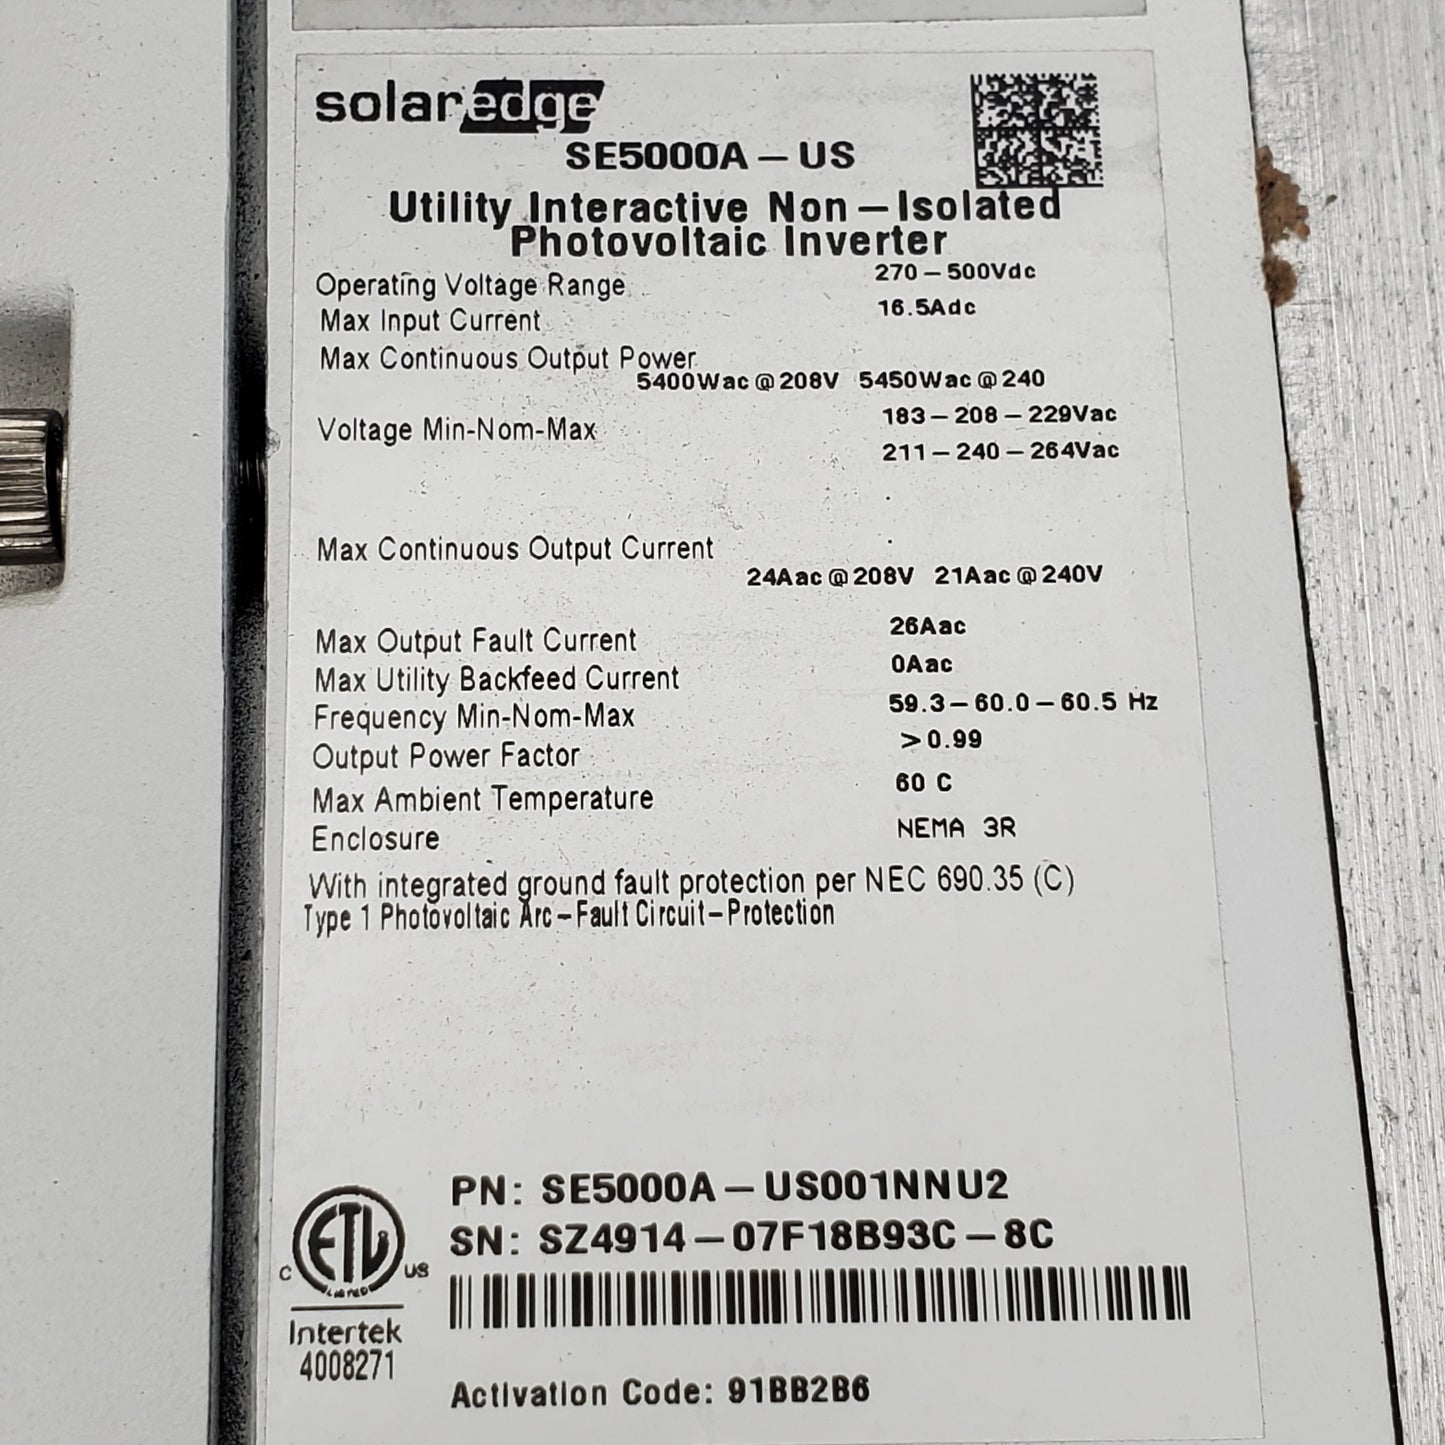 solaredge
SE5000A-US
Utility Interactive Non-Isolated
Photovoltaic Inverter
Operating Voltage Range 270-500Vdc
Max Input Current 16.5Adc
Max Continuous Output Power
5400Wac@208V 5450Wac@240
Voltage Min-Nom-Max 183-208-229Vac
211-240-264Vac
Max Continuous Output Current
24Aac@208V 21Aac@240V
Max Output Fault Current 26Aac
Max Utility Backfeed Current 0Aac
Frequency Min-Nom-Max 59.3-60.0-60.5 Hz
Output Power Factor >0.99
Max Ambient Temperature 60 C
Enclosure NEMA 3R
With integrated ground fault protection per NEC 690.35 (C)
Type 1 Photovoltaic Arc-Fault Circuit-Protection
PN: SE5000A-US001NNU2
SN: SZ4914-07F18B93C-8C
ETL
LISTED
C US
Intertek
4008271
Activation Code: 91BB2B6